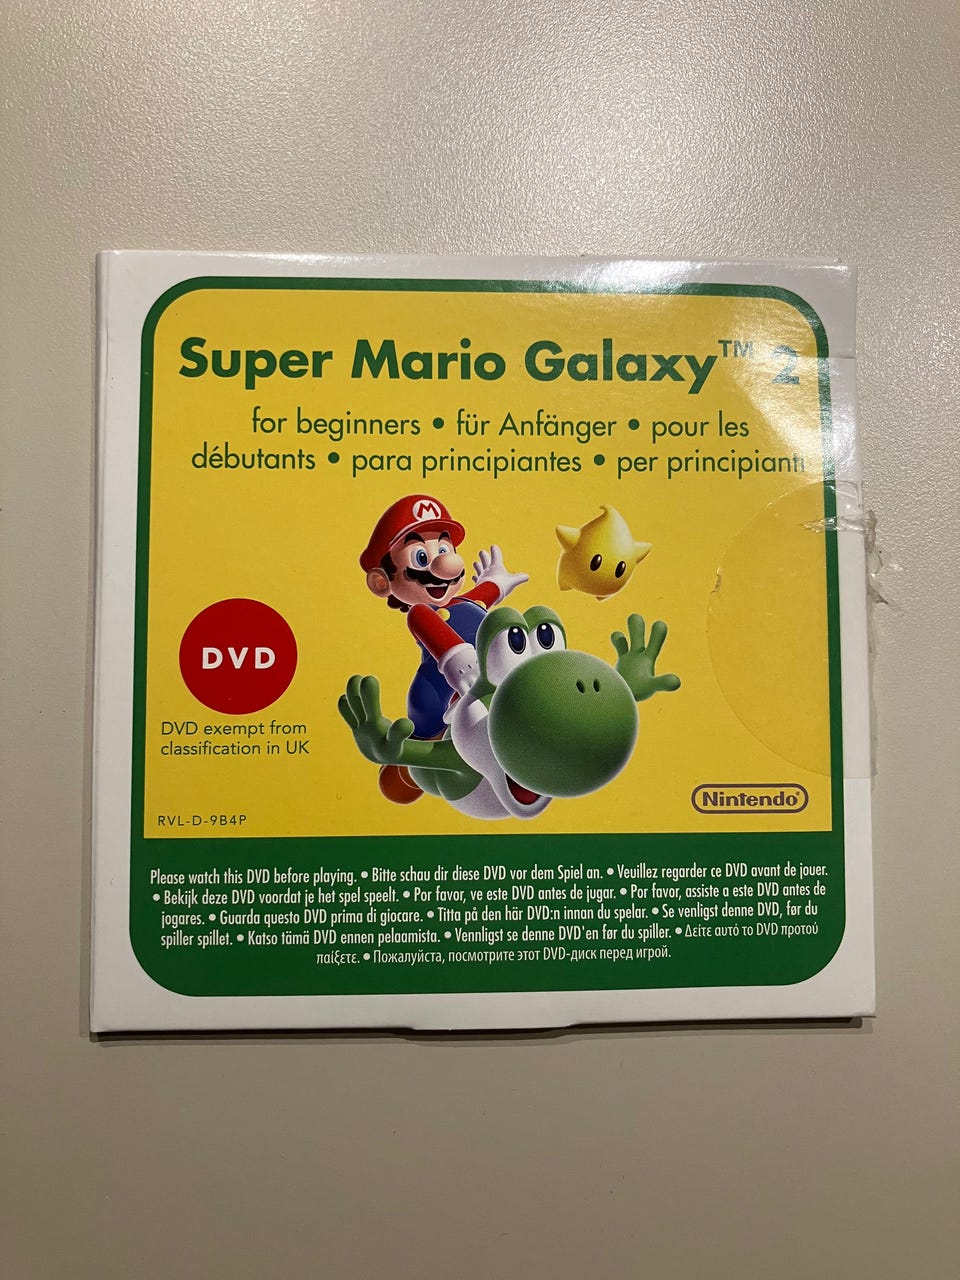 Super Mario Galaxy™ 2
for beginners • für Anfänger • pour les
débutants • para principiantes • per principianti
M
DVD
DVD exempt from
classification in UK
Nintendo®
RVL-D-9B4P
Please watch this DVD before playing. • Bitte schau dir diese DVD vor dem Spiel an. • Veuillez regarder ce DVD avant de jouer.
• Bekijk deze DVD voordat je het spel speelt. • Por favor, ve este DVD antes de jugar. • Por favor, assiste a este DVD antes de
jogares. • Guarda questo DVD prima di giocare. • Titta på den här DVD:n innan du spelar. • Se venligst denne DVD, før du
spiller spillet. • Katso tämä DVD ennen pelaamista. • Vennligst se denne DVD'en før du spiller. • Δείτε αυτό το DVD προτού
παίξετε. • Пожалуйста, посмотрите этот DVD-диск перед игрой.